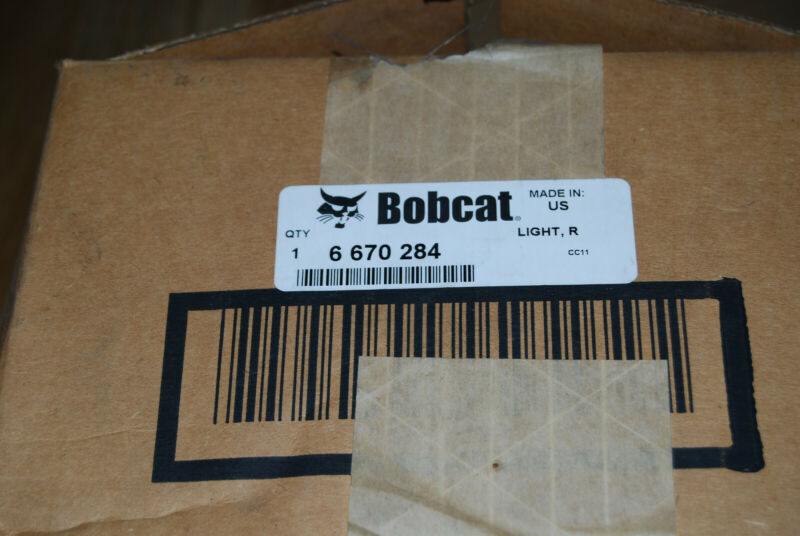 Bobcat®
MADE IN:
US
QTY
1
6 670 284
LIGHT, R
CC11